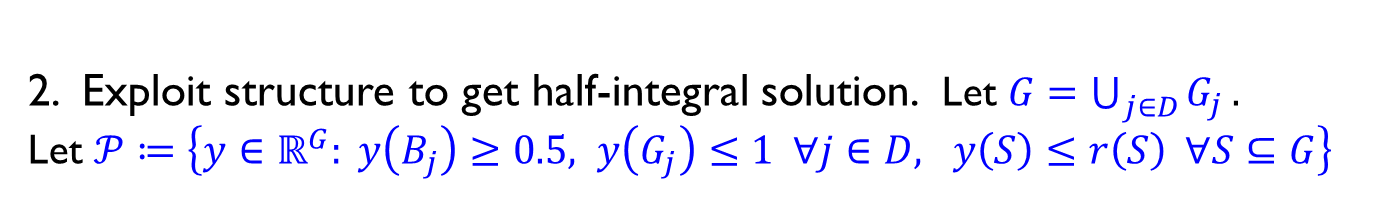 2. Exploit structure to get half-integral solution. Let G = ⋃_{j∈D} G_j .
Let 𝒫 := {y ∈ ℝ^G: y(B_j) ≥ 0.5, y(G_j) ≤ 1 ∀j ∈ D, y(S) ≤ r(S) ∀S ⊆ G}